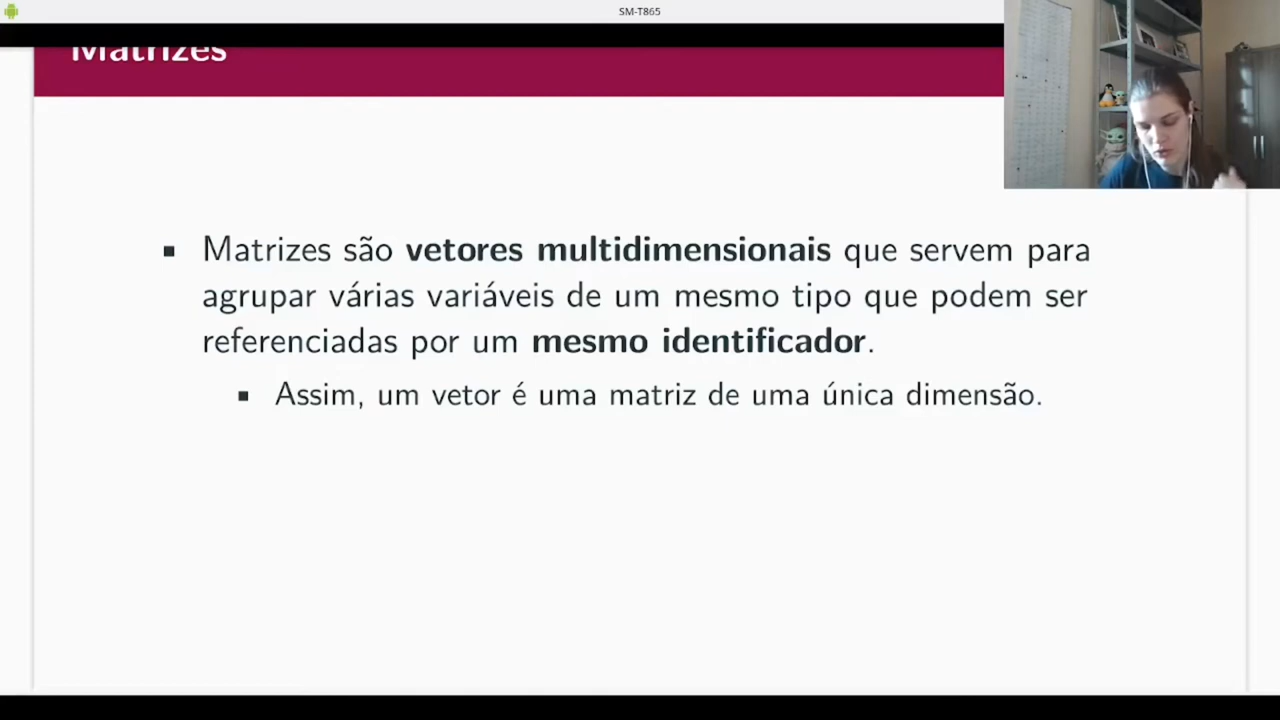 SM-T865
Matrizes
▪ Matrizes são vetores multidimensionais que servem para
agrupar várias variáveis de um mesmo tipo que podem ser
referenciadas por um mesmo identificador.
▪ Assim, um vetor é uma matriz de uma única dimensão.